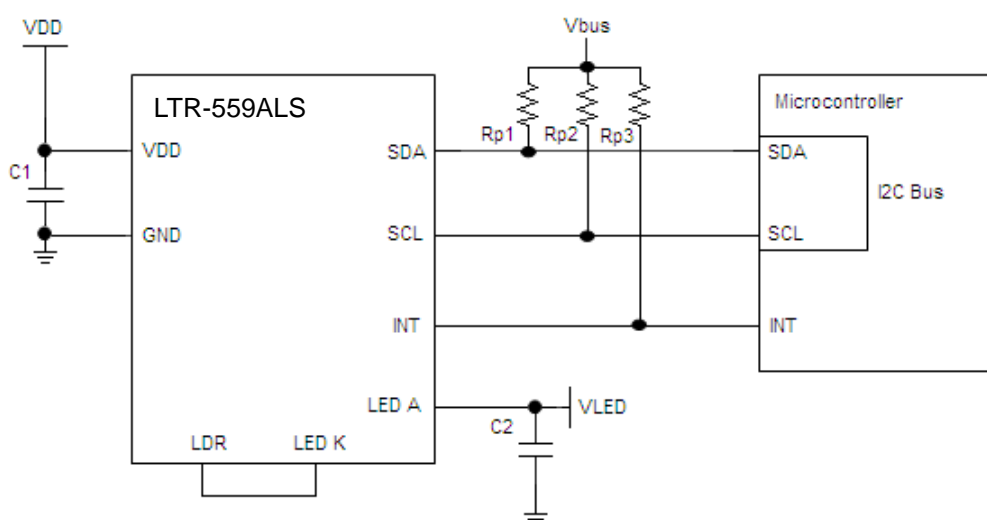 VDD
Vbus
LTR-559ALS
Microcontroller
Rp1
Rp2
Rp3
VDD
SDA
SDA
C1
I2C Bus
GND
SCL
SCL
INT
INT
LED A
VLED
C2
LDR
LED K